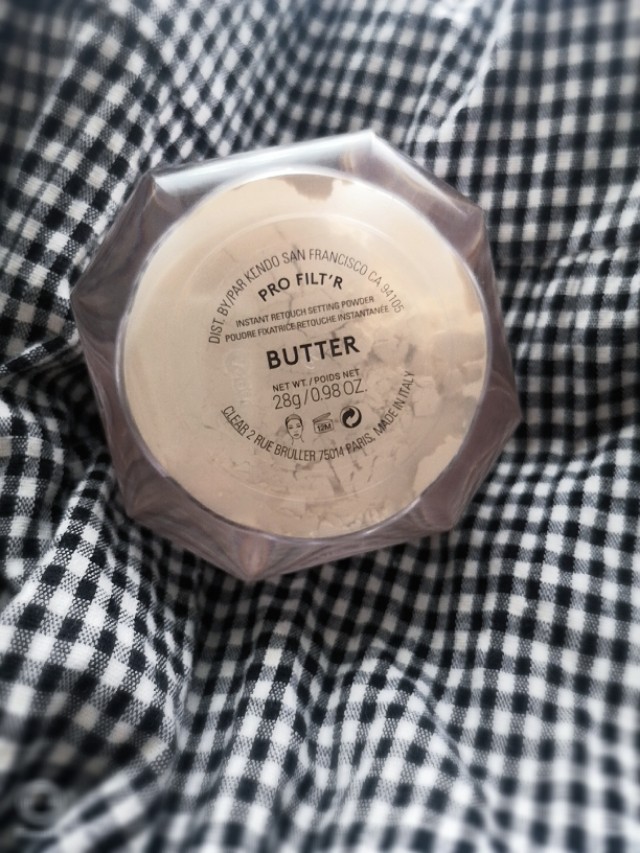 DIST. BY/PAR KENDO SAN FRANCISCO CA 94105
PRO FILT'R
INSTANT RETOUCH SETTING POWDER
POUDRE FIXATRICE RETOUCHE INSTANTANÉE
BUTTER
NET WT. / POIDS NET
28g / 0.98 OZ.
12M
CLEAR 2 RUE BRULLER 75014 PARIS. MADE IN ITALY